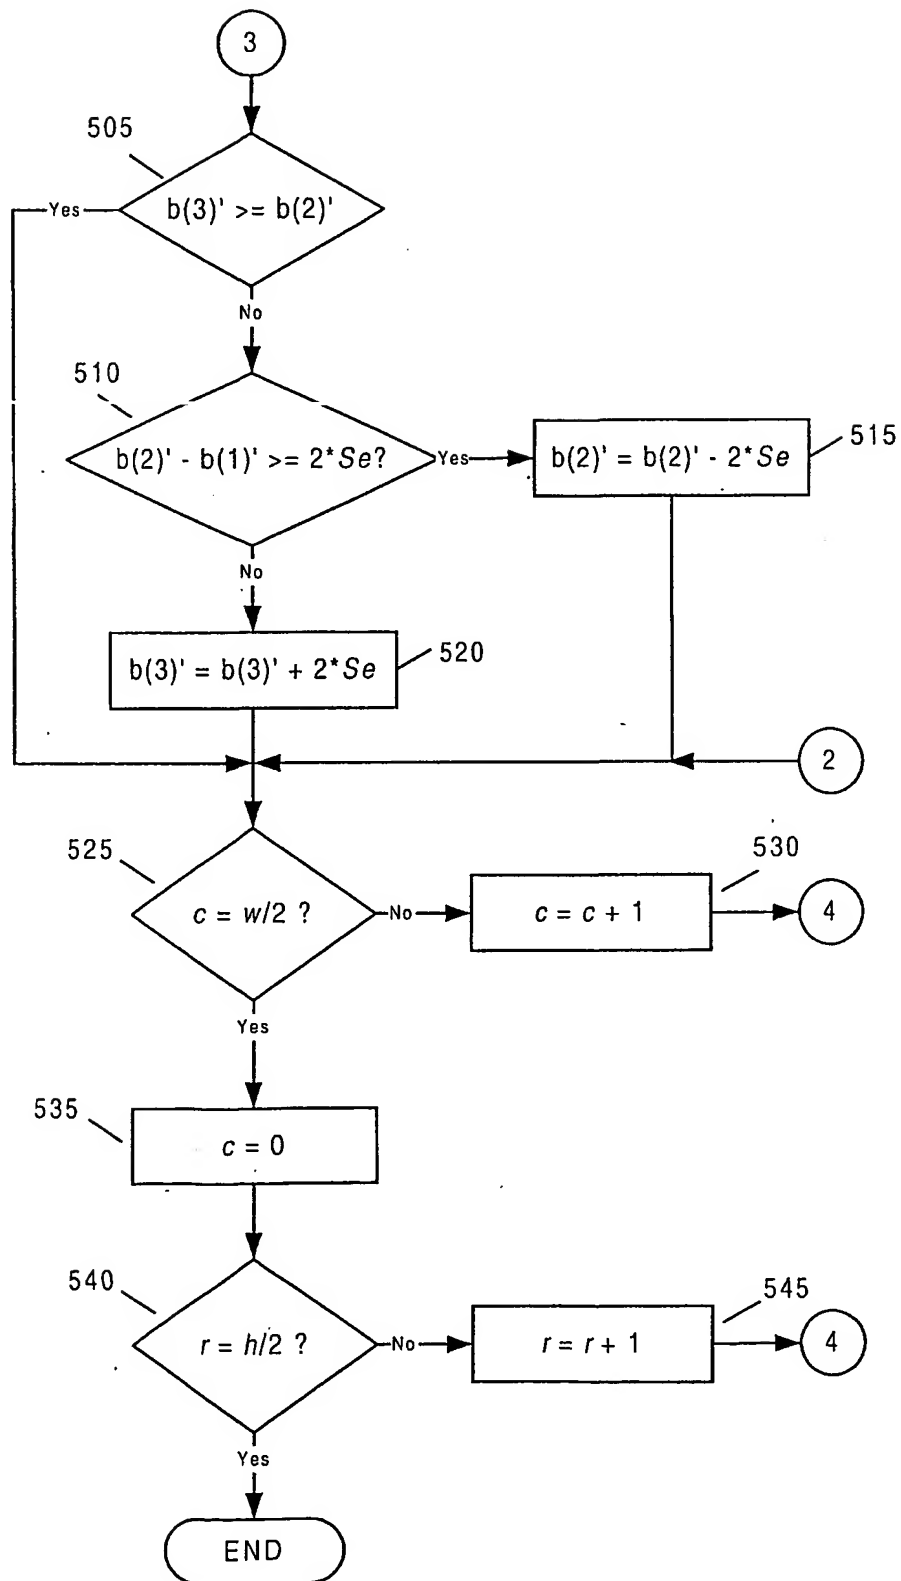 3
505
b(3)' >= b(2)'
Yes
No
510
b(2)' - b(1)' >= 2*Se?
Yes
b(2)' = b(2)' - 2*Se
515
No
b(3)' = b(3)' + 2*Se
520
2
525
c = w/2 ?
No
530
c = c + 1
4
Yes
535
c = 0
540
r = h/2 ?
No
545
r = r + 1
4
Yes
END